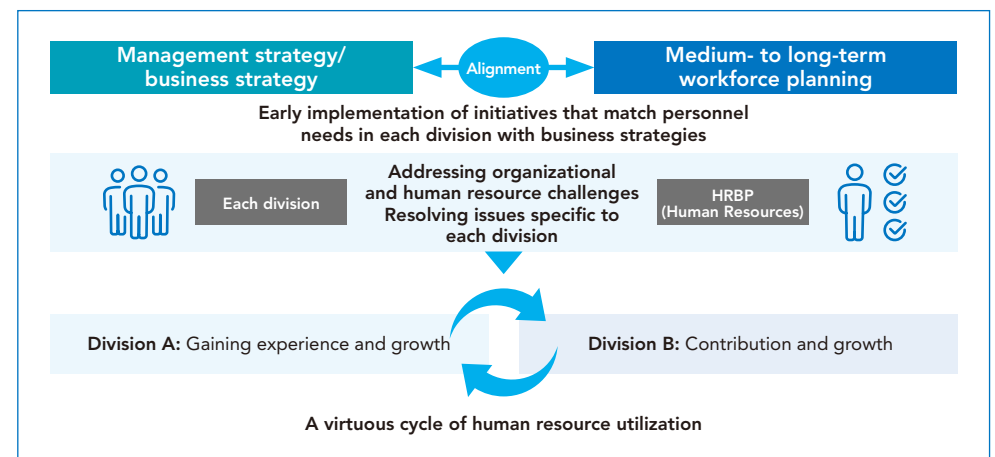 Management strategy/
business strategy
Alignment
Medium- to long-term
workforce planning
Early implementation of initiatives that match personnel
needs in each division with business strategies
Each division
Addressing organizational
and human resource challenges
Resolving issues specific to
each division
HRBP
(Human Resources)
Division A: Gaining experience and growth
Division B: Contribution and growth
A virtuous cycle of human resource utilization